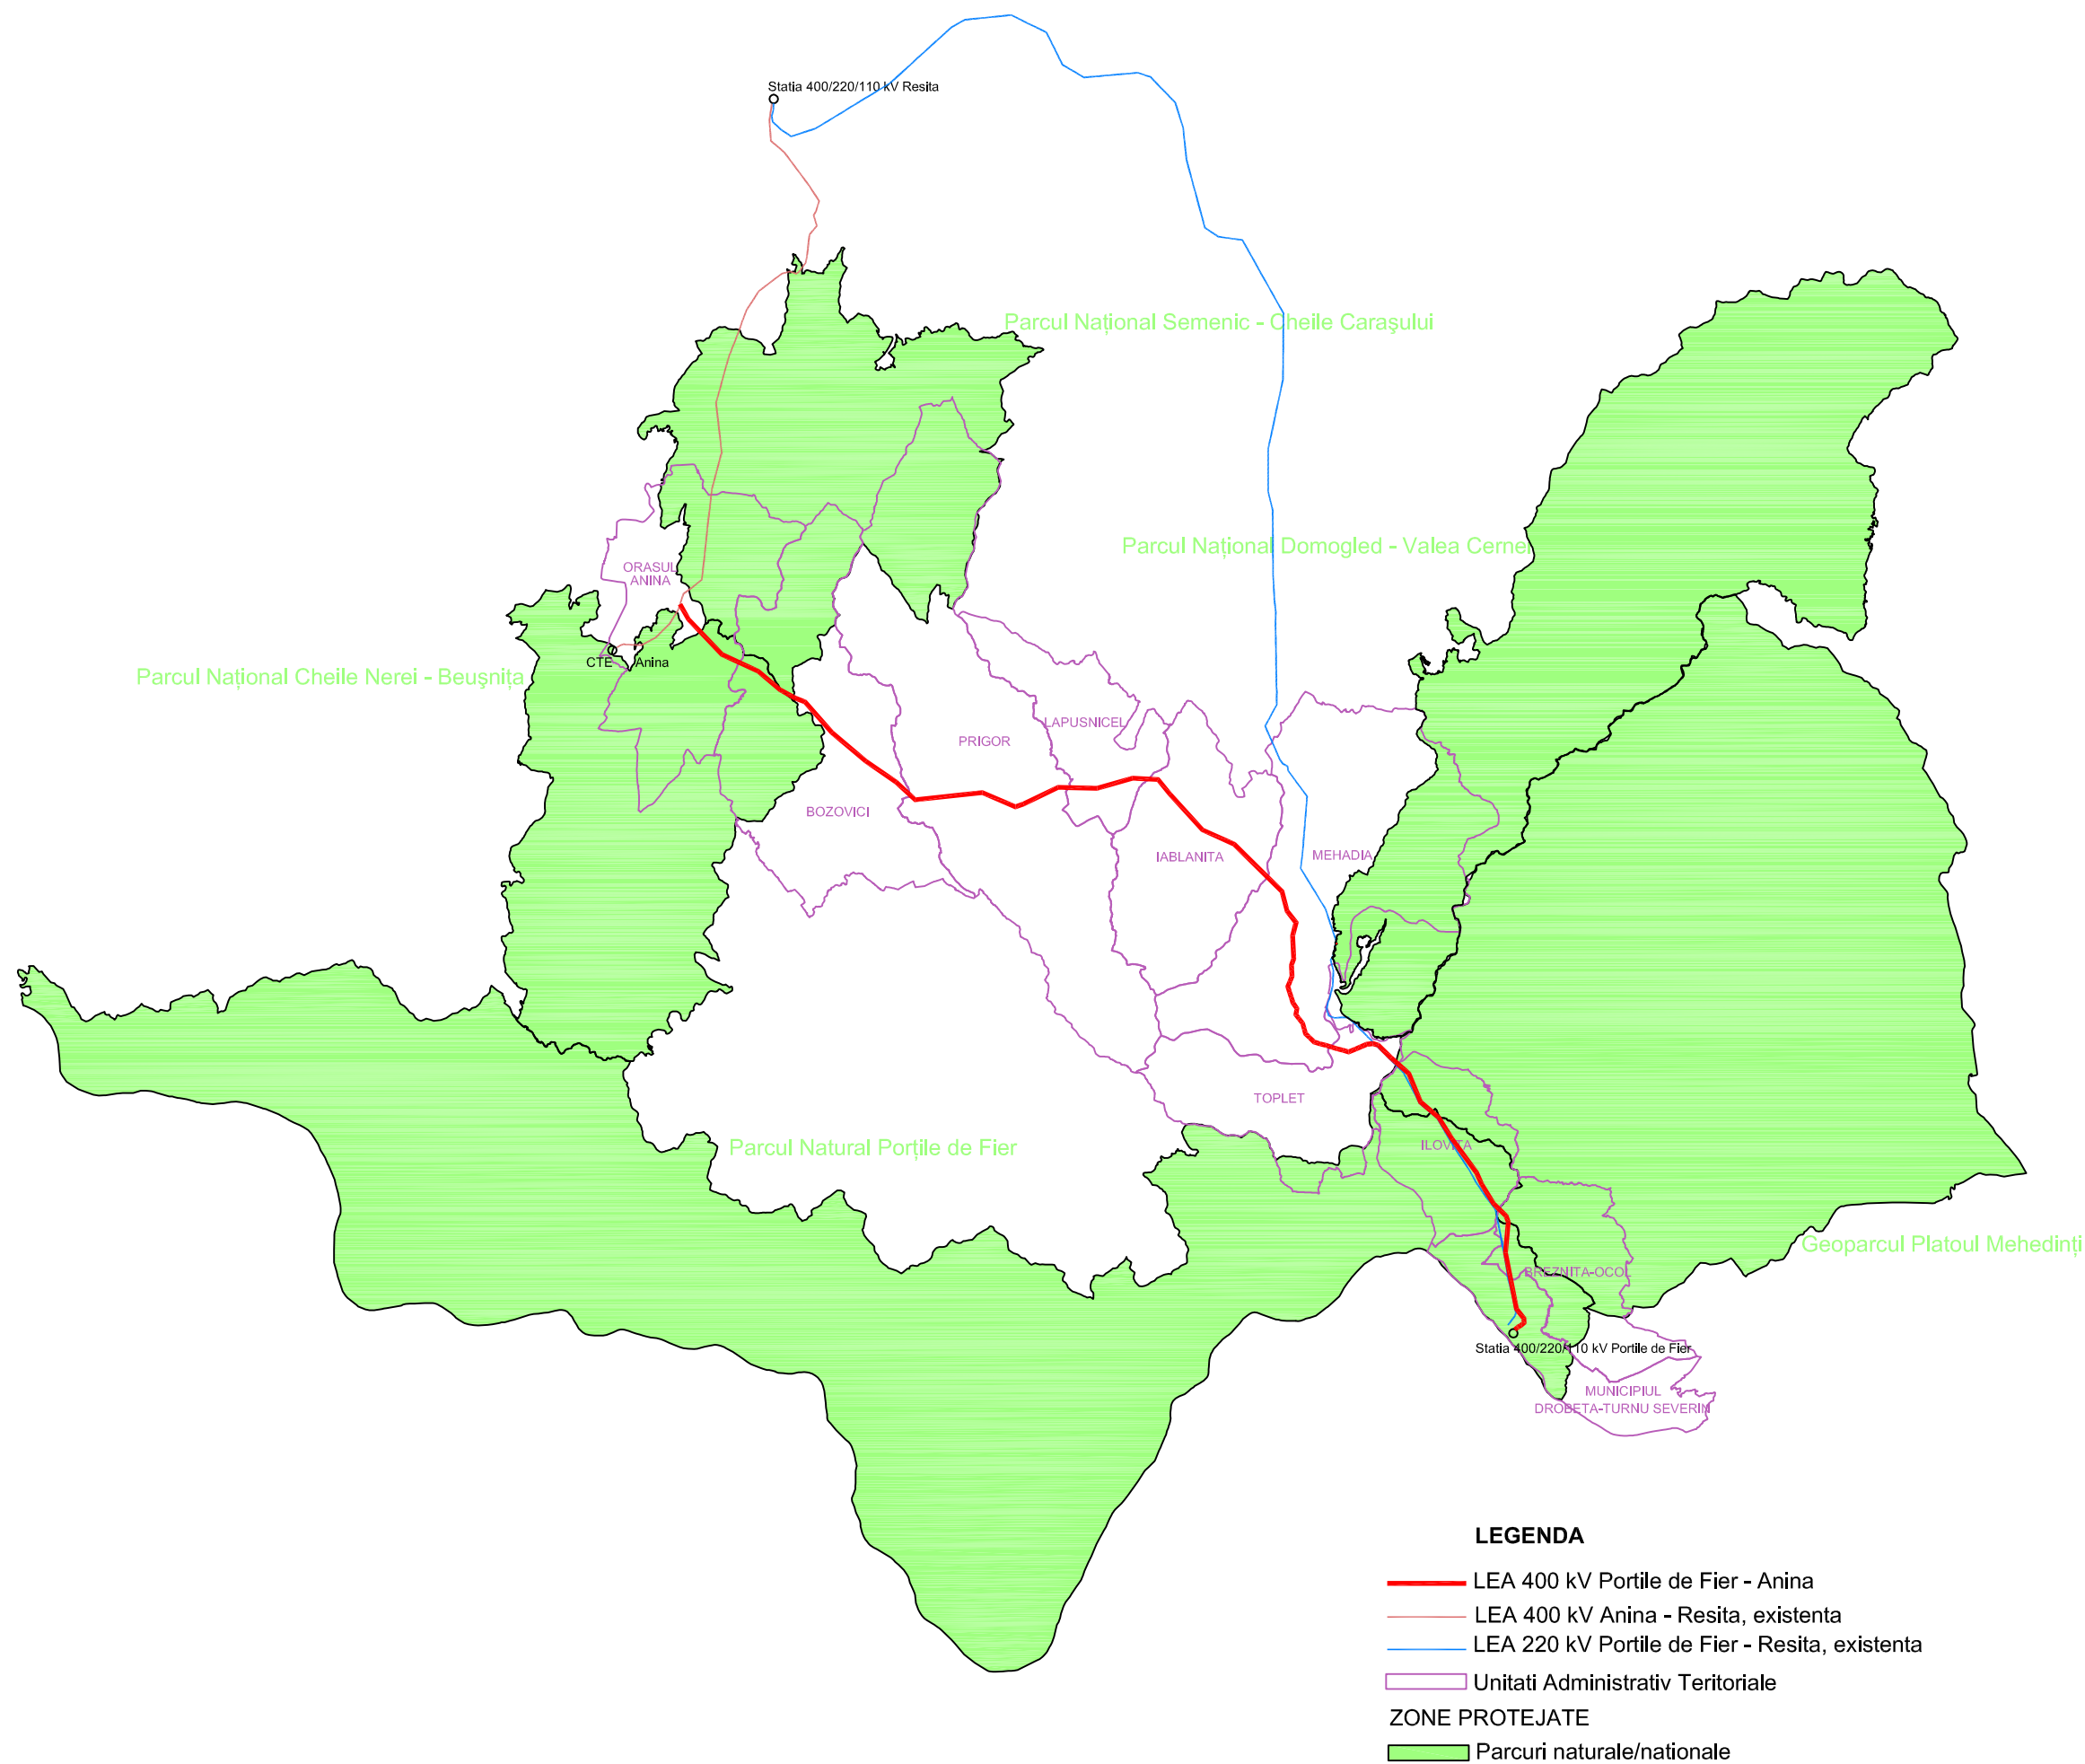 Statia 400/220/110 kV Resita
Parcul Național Semenic - Cheile Carașului
Parcul Național Domogled - Valea Cernei
ORASUL
ANINA
CTE Anina
Parcul Național Cheile Nerei - Beușnița
LAPUSNICEL
PRIGOR
BOZOVICI
IABLANITA
MEHADIA
TOPLET
Parcul Natural Porțile de Fier
ILOVITA
Geoparcul Platoul Mehedinți
BREZNITA-OCOL
Statia 400/220/110 kV Portile de Fier
MUNICIPIUL
DROBETA-TURNU SEVERIN
LEGENDA
LEA 400 kV Portile de Fier - Anina
LEA 400 kV Anina - Resita, existenta
LEA 220 kV Portile de Fier - Resita, existenta
Unitati Administrativ Teritoriale
ZONE PROTEJATE
Parcuri naturale/nationale